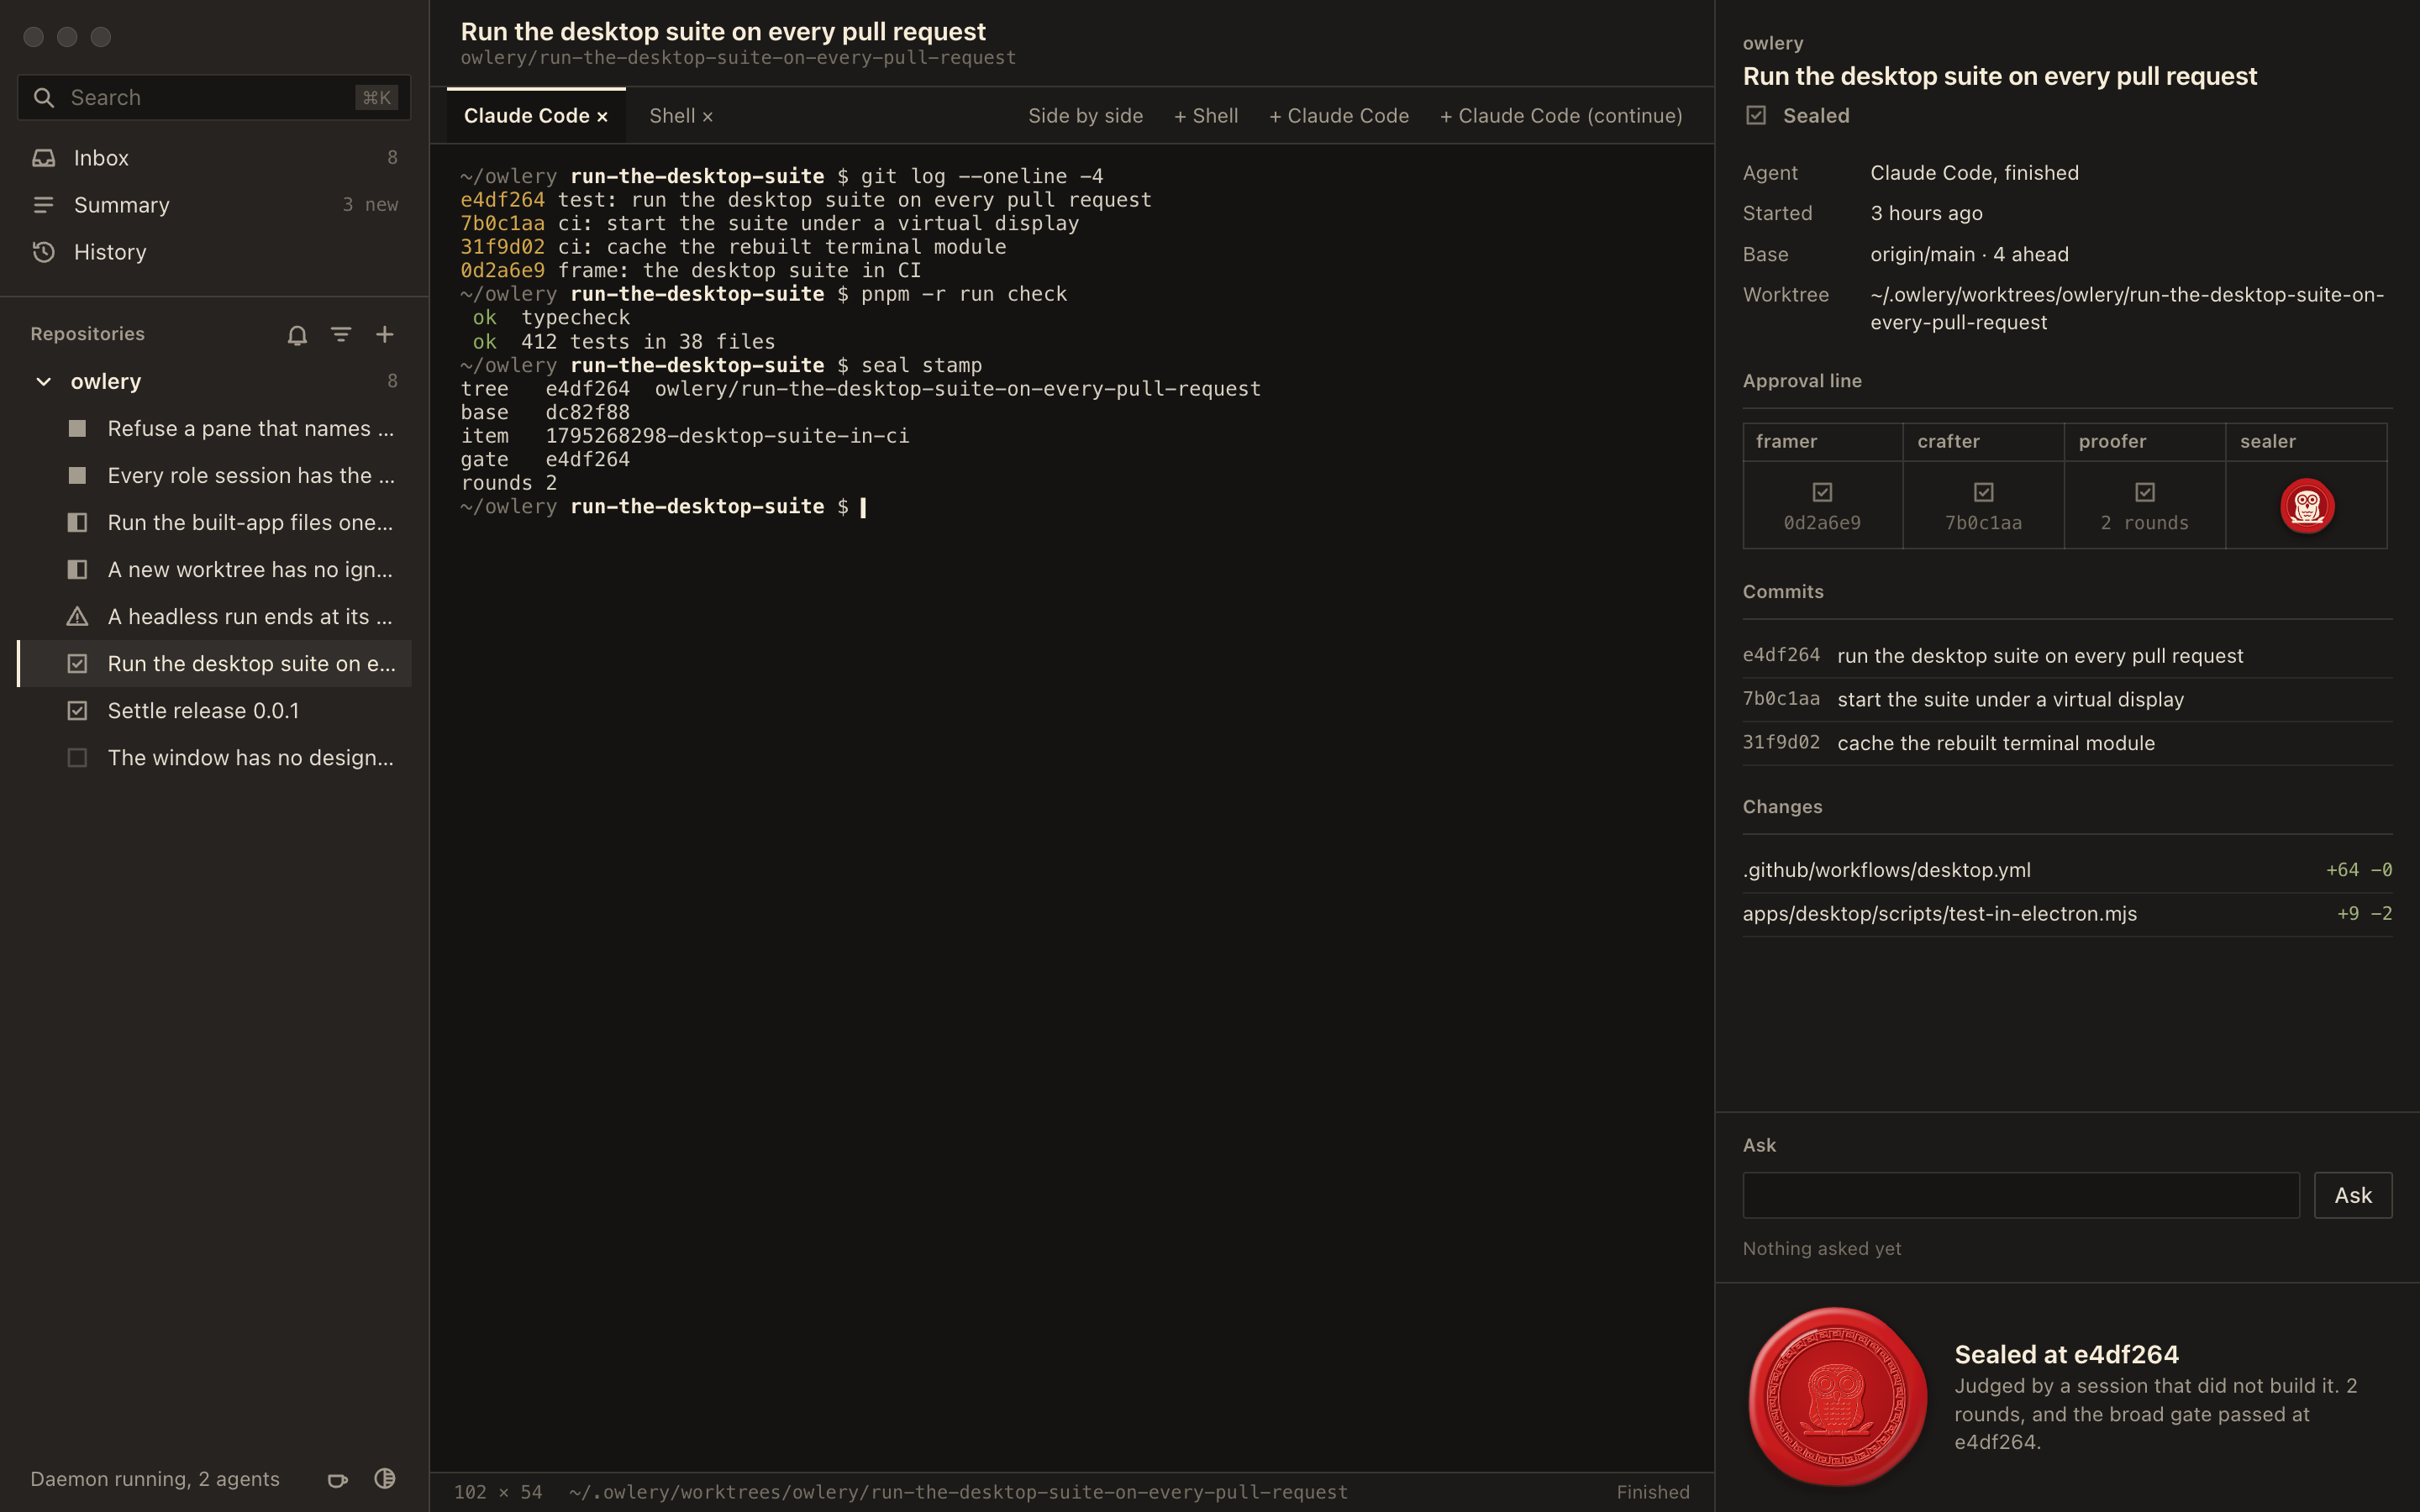 Search ⌘K
Inbox 8
Summary 3 new
History
Repositories
owlery 8
Refuse a pane that names ...
Every role session has the ...
Run the built-app files one...
A new worktree has no ign...
A headless run ends at its ...
Run the desktop suite on e...
Settle release 0.0.1
The window has no design...
Daemon running, 2 agents
Run the desktop suite on every pull request
owlery/run-the-desktop-suite-on-every-pull-request
Claude Code × Shell × Side by side + Shell + Claude Code + Claude Code (continue)
~/owlery run-the-desktop-suite $ git log --oneline -4
e4df264 test: run the desktop suite on every pull request
7b0c1aa ci: start the suite under a virtual display
31f9d02 ci: cache the rebuilt terminal module
0d2a6e9 frame: the desktop suite in CI
~/owlery run-the-desktop-suite $ pnpm -r run check
ok typecheck
ok 412 tests in 38 files
~/owlery run-the-desktop-suite $ seal stamp
tree e4df264 owlery/run-the-desktop-suite-on-every-pull-request
base dc82f88
item 1795268298-desktop-suite-in-ci
gate e4df264
rounds 2
~/owlery run-the-desktop-suite $
102 × 54 ~/.owlery/worktrees/owlery/run-the-desktop-suite-on-every-pull-request Finished
owlery
Run the desktop suite on every pull request
Sealed
Agent Claude Code, finished
Started 3 hours ago
Base origin/main · 4 ahead
Worktree ~/.owlery/worktrees/owlery/run-the-desktop-suite-on-
every-pull-request
Approval line
framer crafter proofer sealer
0d2a6e9 7b0c1aa 2 rounds
Commits
e4df264 run the desktop suite on every pull request
7b0c1aa start the suite under a virtual display
31f9d02 cache the rebuilt terminal module
Changes
.github/workflows/desktop.yml +64 −0
apps/desktop/scripts/test-in-electron.mjs +9 −2
Ask
Ask
Nothing asked yet
Sealed at e4df264
Judged by a session that did not build it. 2
rounds, and the broad gate passed at
e4df264.